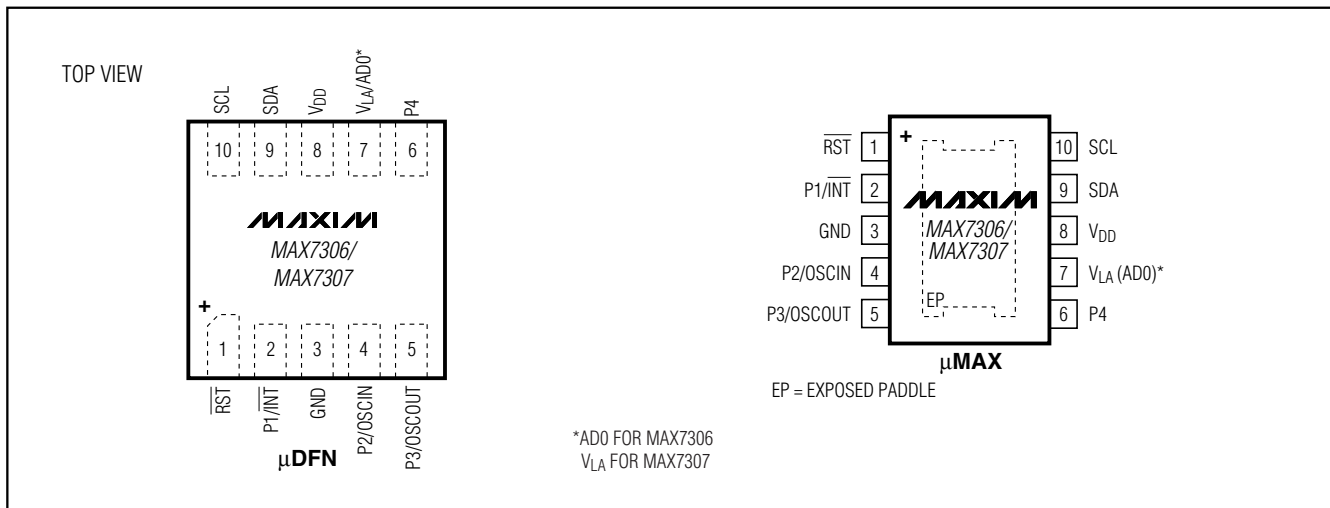 TOP VIEW
SCL
SDA
VDD
VLA/AD0*
P4
10 9 8 7 6
MAXIM
MAX7306/
MAX7307
+
1 2 3 4 5
RST
P1/INT
GND
P2/OSCIN
P3/OSCOUT
µDFN
RST 1 + 10 SCL
P1/INT 2 MAXIM 9 SDA
GND 3 MAX7306/ 8 VDD
MAX7307
P2/OSCIN 4 7 VLA (AD0)*
P3/OSCOUT 5 EP 6 P4
µMAX
EP = EXPOSED PADDLE
*AD0 FOR MAX7306
VLA FOR MAX7307